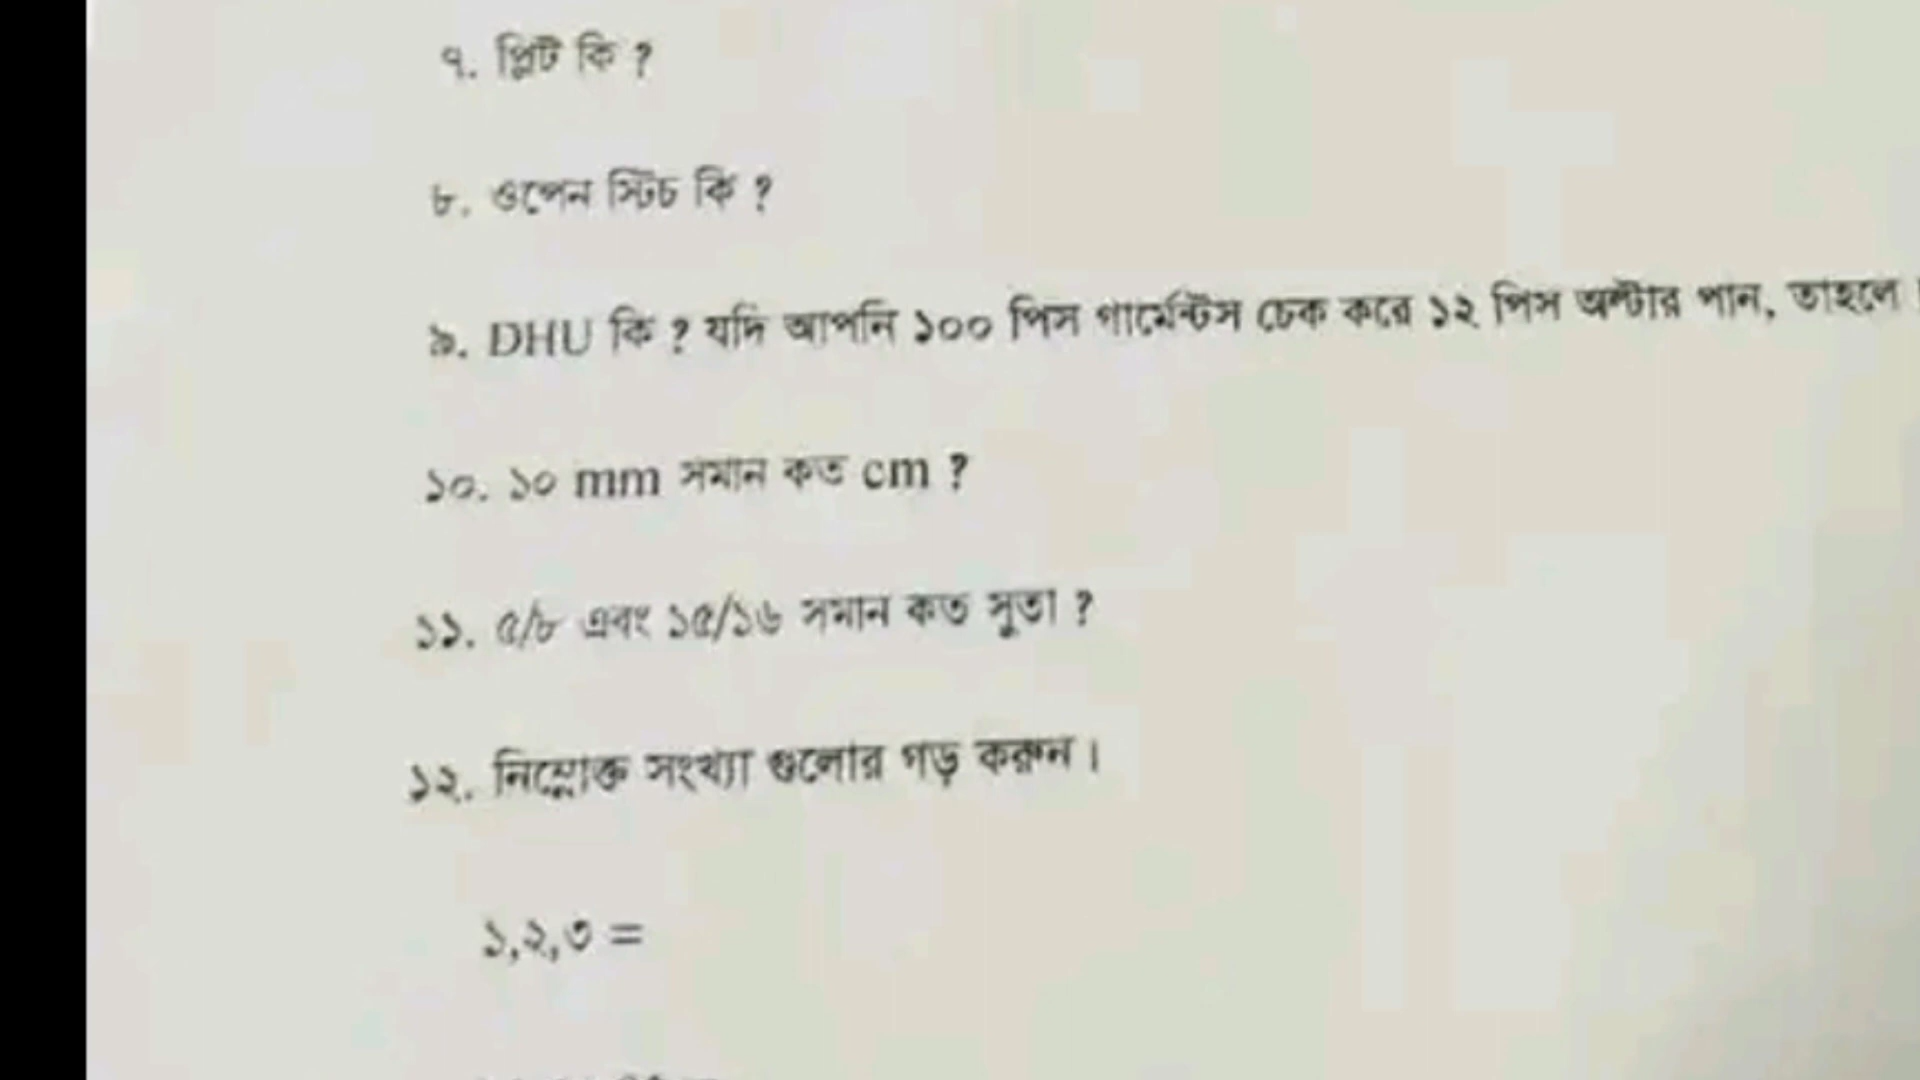 ৭. প্লিট কি ?
৮. ওপেন স্টিচ কি ?
৯. DHU কি ? যদি আপনি ১০০ পিস গার্মেন্টস চেক করে ১২ পিস অল্টার পান, তাহলে
১০. ১০ mm সমান কত cm ?
১১. ৫/৮ এবং ১৫/১৬ সমান কত সুতা ?
১২. নিম্নোক্ত সংখ্যা গুলোর গড় করুন।
১,২,৩ =